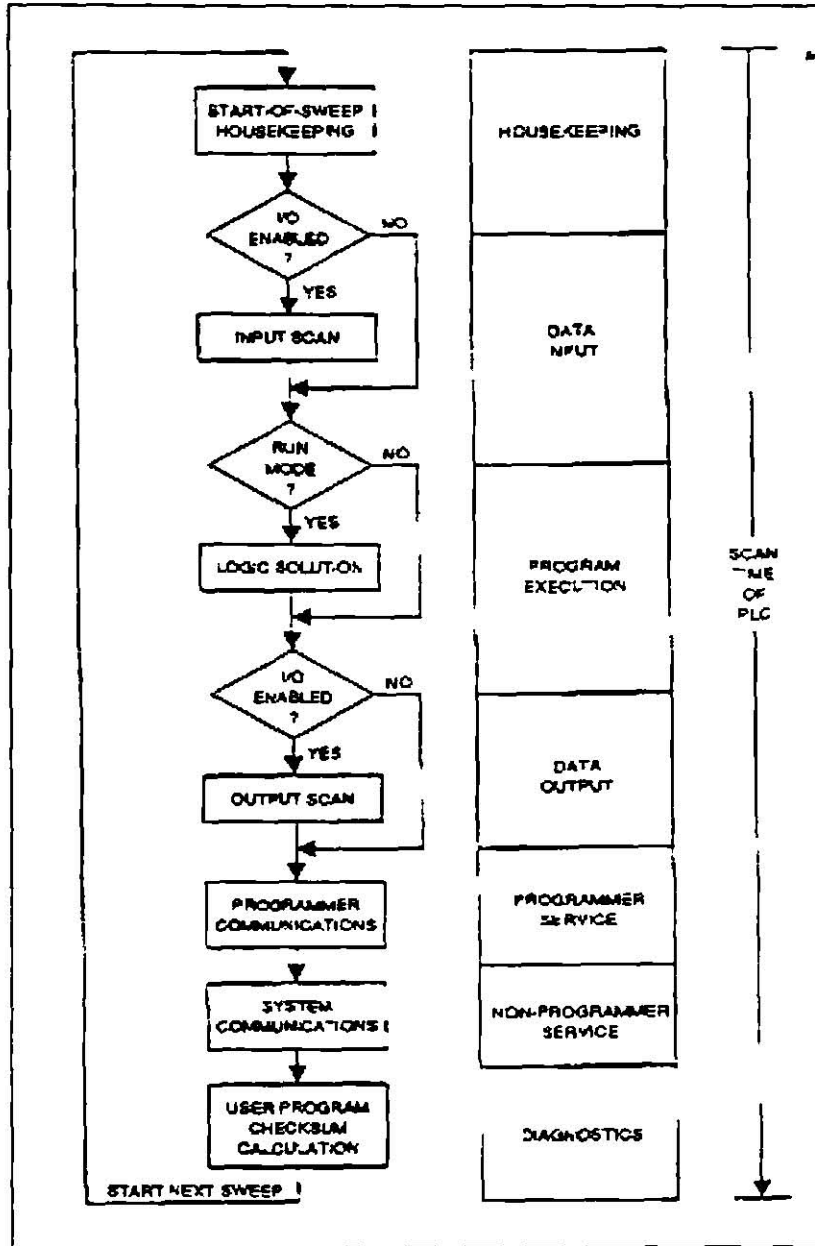 START-OF-SWEEP
HOUSEKEEPING
HOUSEKEEPING
I/O
ENABLED
?
NO
YES
INPUT SCAN
DATA
INPUT
RUN
MODE
?
NO
YES
LOGIC SOLUTION
PROGRAM
EXECUTION
SCAN
TIME
OF
PLC
I/O
ENABLED
?
NO
YES
OUTPUT SCAN
DATA
OUTPUT
PROGRAMMER
COMMUNICATIONS
PROGRAMMER
SERVICE
SYSTEM
COMMUNICATIONS
NON-PROGRAMMER
SERVICE
USER PROGRAM
CHECKSUM
CALCULATION
DIAGNOSTICS
START NEXT SWEEP